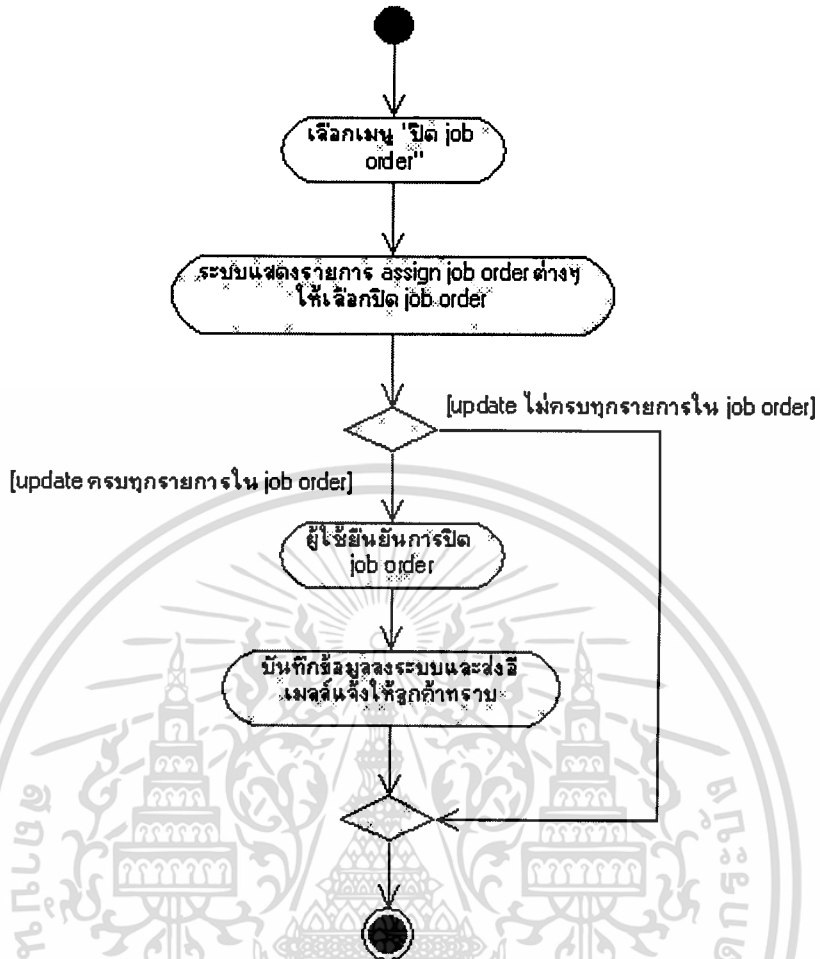 เลือกเมนู "ปิด job
order"
ระบบแสดงรายการ assign job order ต่างๆ
ให้เลือกปิด job order
[update ไม่ครบทุกรายการใน job order]
[update ครบทุกรายการใน job order]
ผู้ใช้ยืนยันการปิด
job order
บันทึกข้อมูลลงระบบและส่งอี
เมลล์แจ้งให้ลูกค้าทราบ